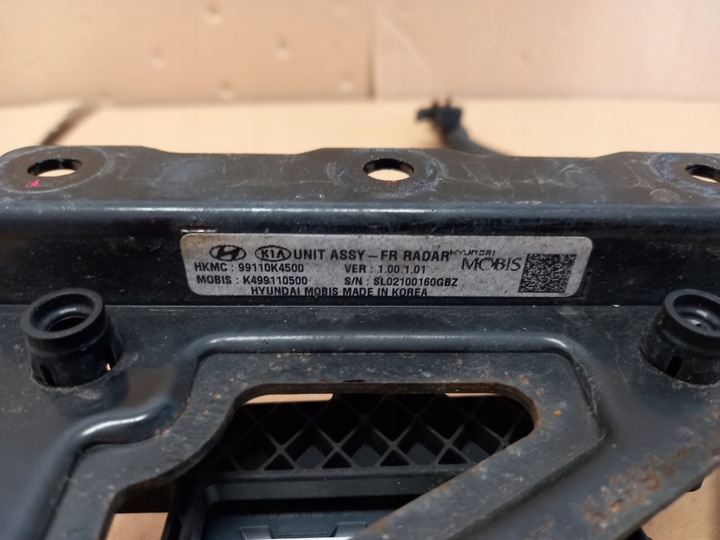 HYUNDAI
KIA UNIT ASSY-FR RADAR MOBIS
HKMC : 99110K4500 VER : 1.00.1.01
MOBIS : K499110500 S/N : SL02100160GBZ
HYUNDAI MOBIS MADE IN KOREA